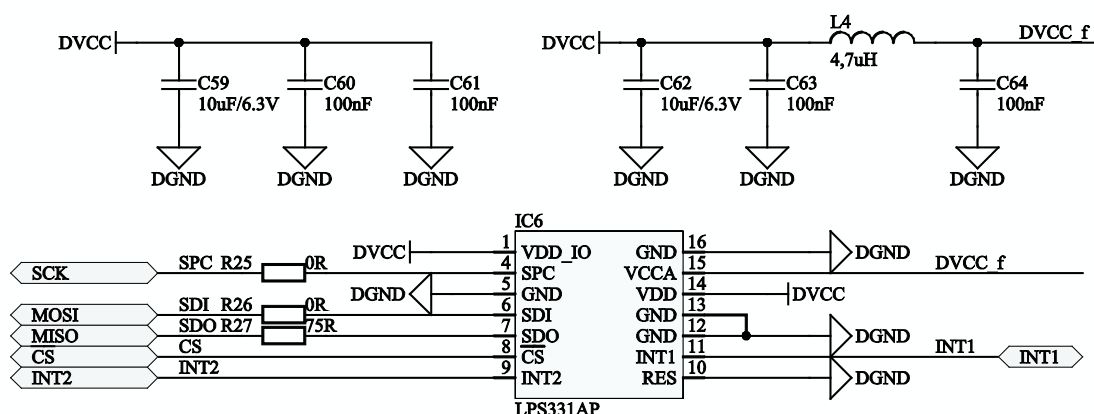 L4
DVCC DVCC DVCC_f
4,7uH
C59 C60 C61 C62 C63 C64
10uF/6.3V 100nF 100nF 10uF/6.3V 100nF 100nF
DGND DGND DGND DGND DGND DGND
IC6
DVCC 1 VDD_IO GND 16 DGND
SCK SPC R25 0R 4 SPC VCCA 15 DVCC_f
DGND 5 GND VDD 14 DVCC
MOSI SDI R26 0R 6 SDI GND 13
MISO SDO R27 75R 7 SDO GND 12 DGND
CS CS 8 CS INT1 11 INT1 INT1
INT2 INT2 9 INT2 RES 10 DGND
LPS331AP